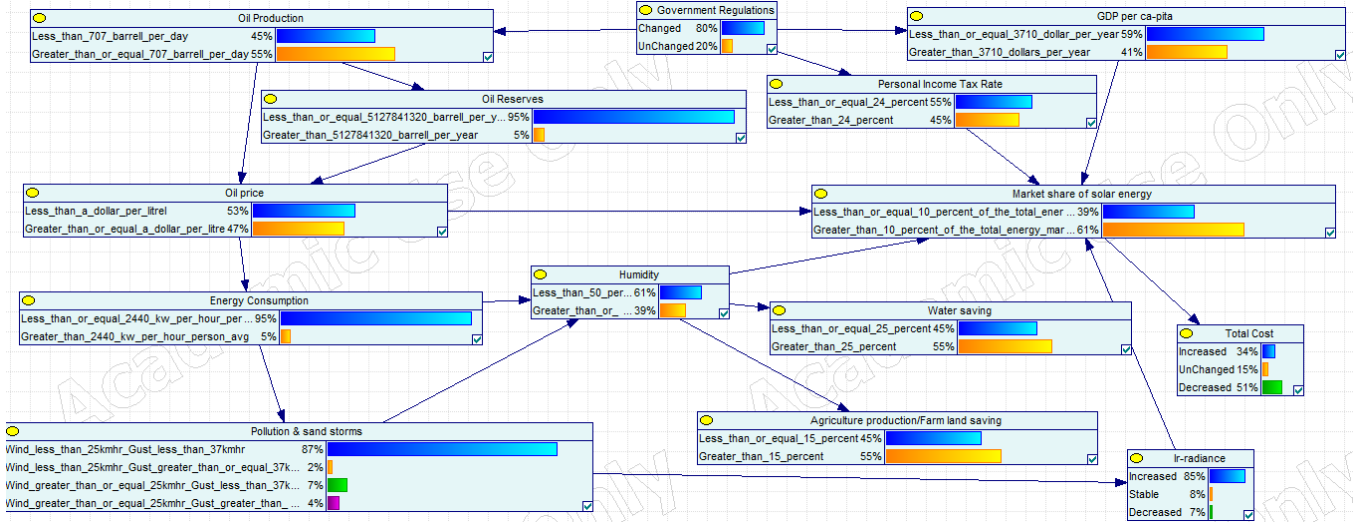 Oil Production
Less_than_707_barrell_per_day 45%
Greater_than_or_equal_707_barrell_per_day 55%
Government Regulations
Changed 80%
UnChanged 20%
GDP per ca-pita
Less_than_or_equal_3710_dollar_per_year 59%
Greater_than_3710_dollars_per_year 41%
Personal Income Tax Rate
Less_than_or_equal_24_percent 55%
Greater_than_24_percent 45%
Oil Reserves
Less_than_or_equal_5127841320_barrell_per_y... 95%
Greater_than_5127841320_barrell_per_year 5%
Oil price
Less_than_a_dollar_per_litrel 53%
Greater_than_or_equal_a_dollar_per_litre 47%
Market share of solar energy
Less_than_or_equal_10_percent_of_the_total_ener ... 39%
Greater_than_10_percent_of_the_total_energy_mar... 61%
Humidity
Less_than_50_per... 61%
Greater_than_or_ ... 39%
Energy Consumption
Less_than_or_equal_2440_kw_per_hour_per ... 95%
Greater_than_2440_kw_per_hour_person_avg 5%
Water saving
Less_than_or_equal_25_percent 45%
Greater_than_25_percent 55%
Total Cost
Increased 34%
UnChanged 15%
Decreased 51%
Pollution & sand storms
Wind_less_than_25kmhr_Gust_less_than_37kmhr 87%
Wind_less_than_25kmhr_Gust_greater_than_or_equal_37k... 2%
Wind_greater_than_or_equal_25kmhr_Gust_less_than_37k... 7%
Wind_greater_than_or_equal_25kmhr_Gust_greater_than_ ... 4%
Agriculture production/Farm land saving
Less_than_or_equal_15_percent 45%
Greater_than_15_percent 55%
Ir-radiance
Increased 85%
Stable 8%
Decreased 7%
Academic Use Only
Academic Use Only